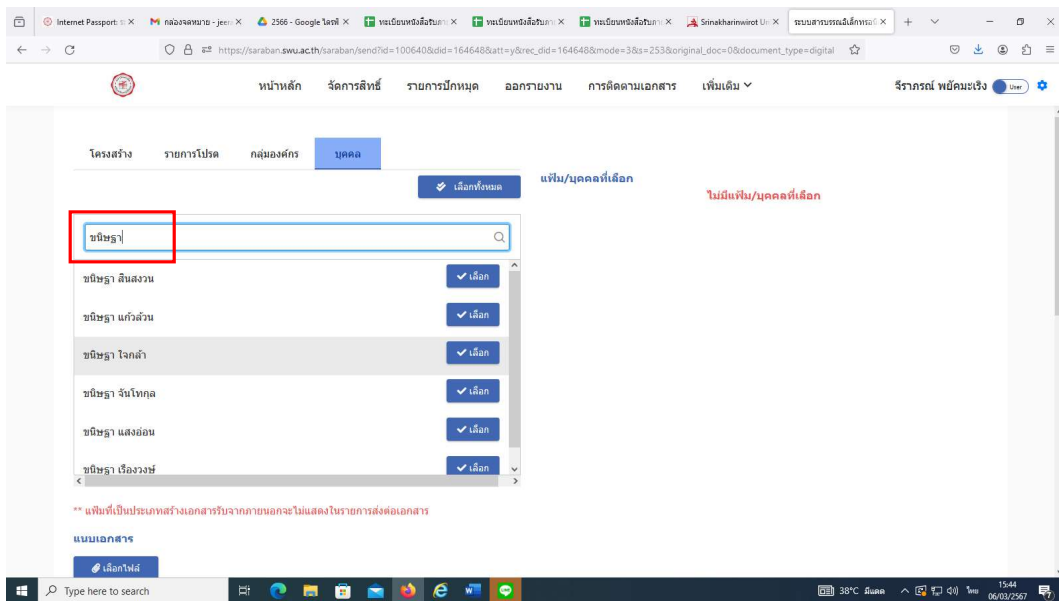 Internet Passport: ระ
กล่องจดหมาย - jeera
2566 - Google ไดรฟ์
ทะเบียนหนังสือรับภาย
ทะเบียนหนังสือรับภาย
ทะเบียนหนังสือรับภาย
Srinakharinwirot Un
ระบบสารบรรณอิเล็กทรอนิ
https://saraban.swu.ac.th/saraban/send?id=100640&did=164648&att=y&rec_did=164648&mode=3&s=253&original_doc=0&document_type=digital
หน้าหลัก จัดการสิทธิ์ รายการปักหมุด ออกรายงาน การติดตามเอกสาร เพิ่มเติม
จีราภรณ์ พยัคมะเริง User
โครงสร้าง รายการโปรด กลุ่มองค์กร บุคคล
เลือกทั้งหมด
แฟ้ม/บุคคลที่เลือก
ไม่มีแฟ้ม/บุคคลที่เลือก
ขนิษฐา
ขนิษฐา สินสงวน เลือก
ขนิษฐา แก้วล้วน เลือก
ขนิษฐา ใจกล้า เลือก
ขนิษฐา จันโทกุล เลือก
ขนิษฐา แสงอ่อน เลือก
ขนิษฐา เรืองวงษ์ เลือก
** แฟ้มที่เป็นประเภทสร้างเอกสารรับจากภายนอกจะไม่แสดงในรายการส่งต่อเอกสาร
แนบเอกสาร
เลือกไฟล์
Type here to search
38°C มีแดด
ไทย
15:44
06/03/2567